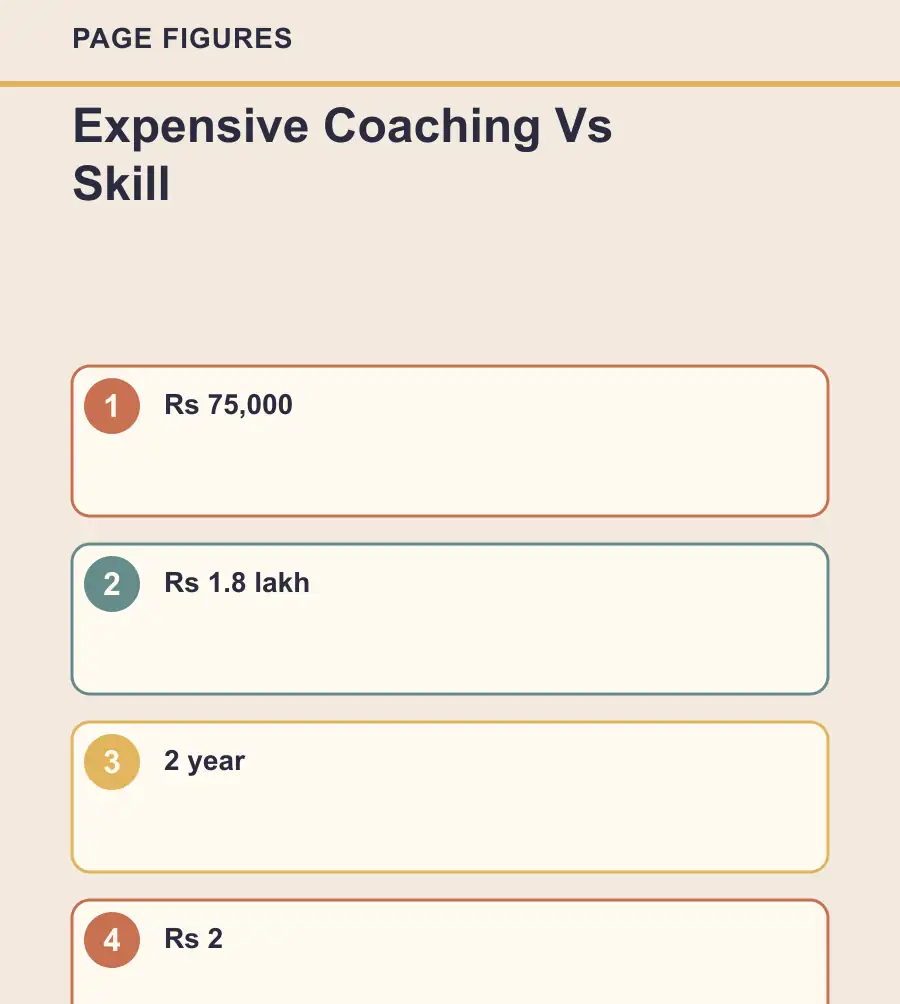 PAGE FIGURES
Expensive Coaching Vs
Skill
1 Rs 75,000
2 Rs 1.8 lakh
3 2 year
4 Rs 2